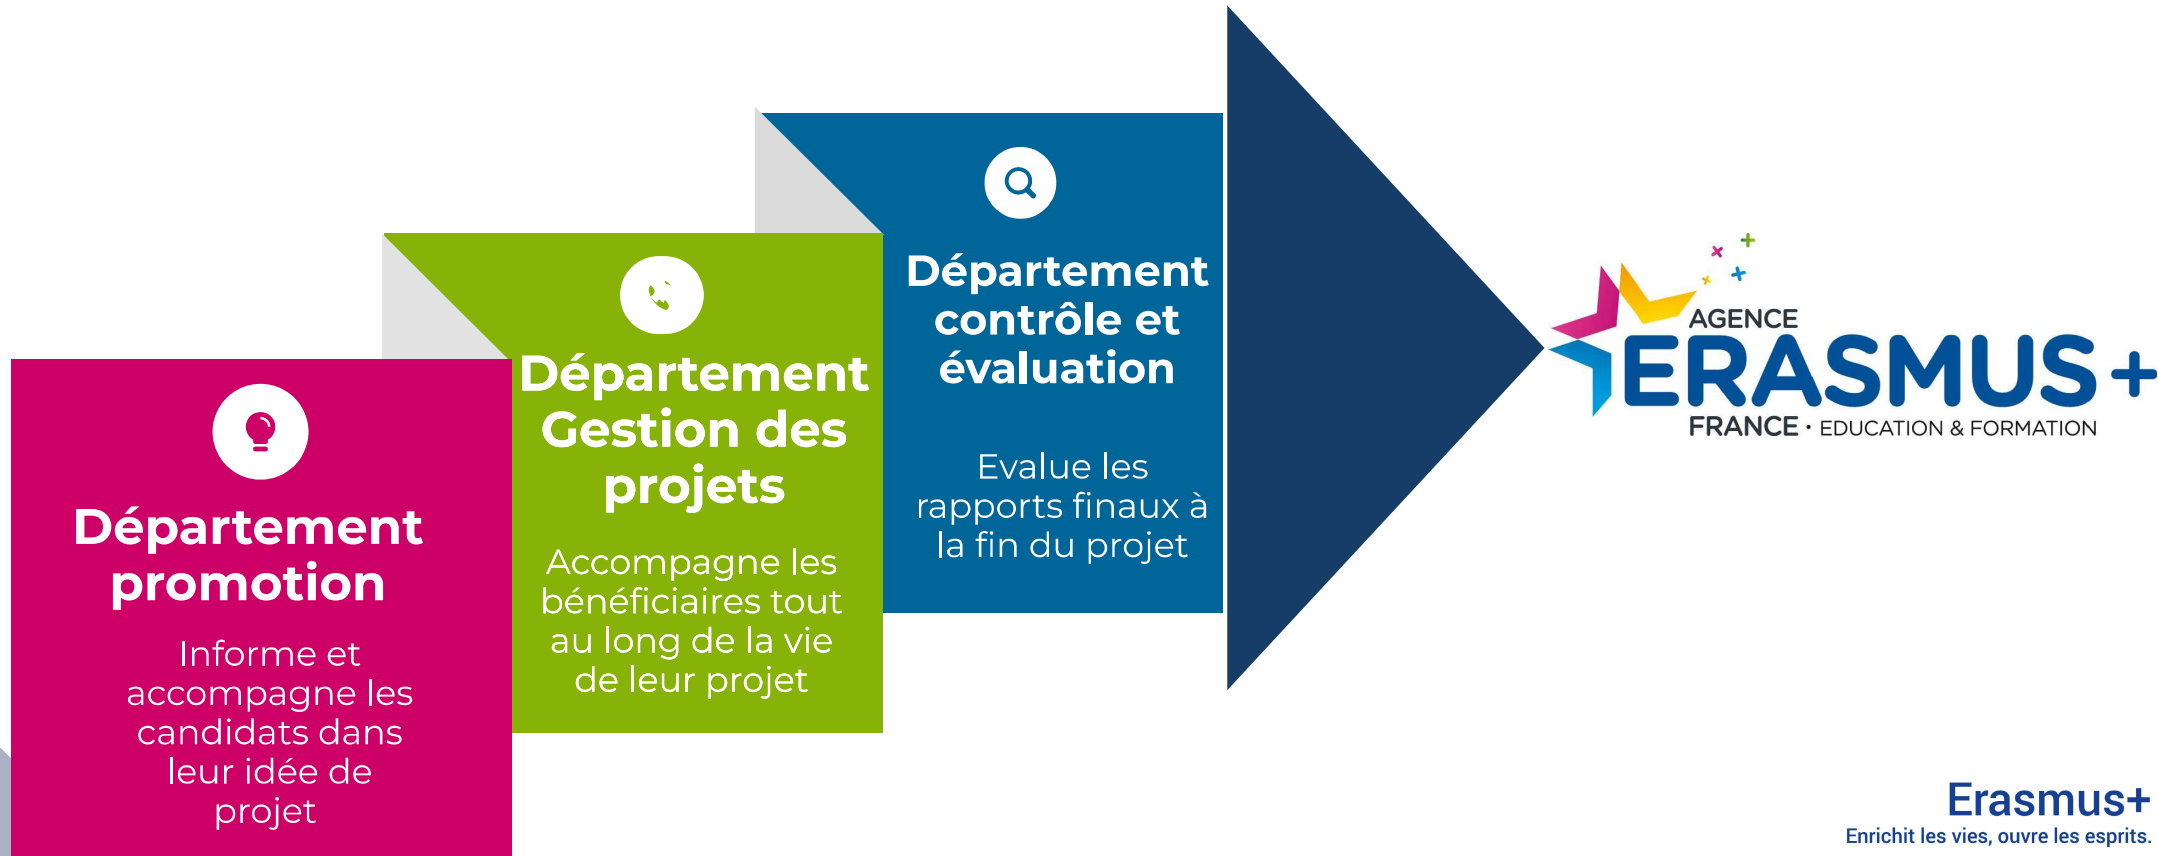 Département
promotion
Informe et
accompagne les
candidats dans
leur idée de
projet
Département
Gestion des
projets
Accompagne les
bénéficiaires tout
au long de la vie
de leur projet
Département
contrôle et
évaluation
Evalue les
rapports finaux à
la fin du projet
AGENCE
ERASMUS+
FRANCE • EDUCATION & FORMATION
Erasmus+
Enrichit les vies, ouvre les esprits.